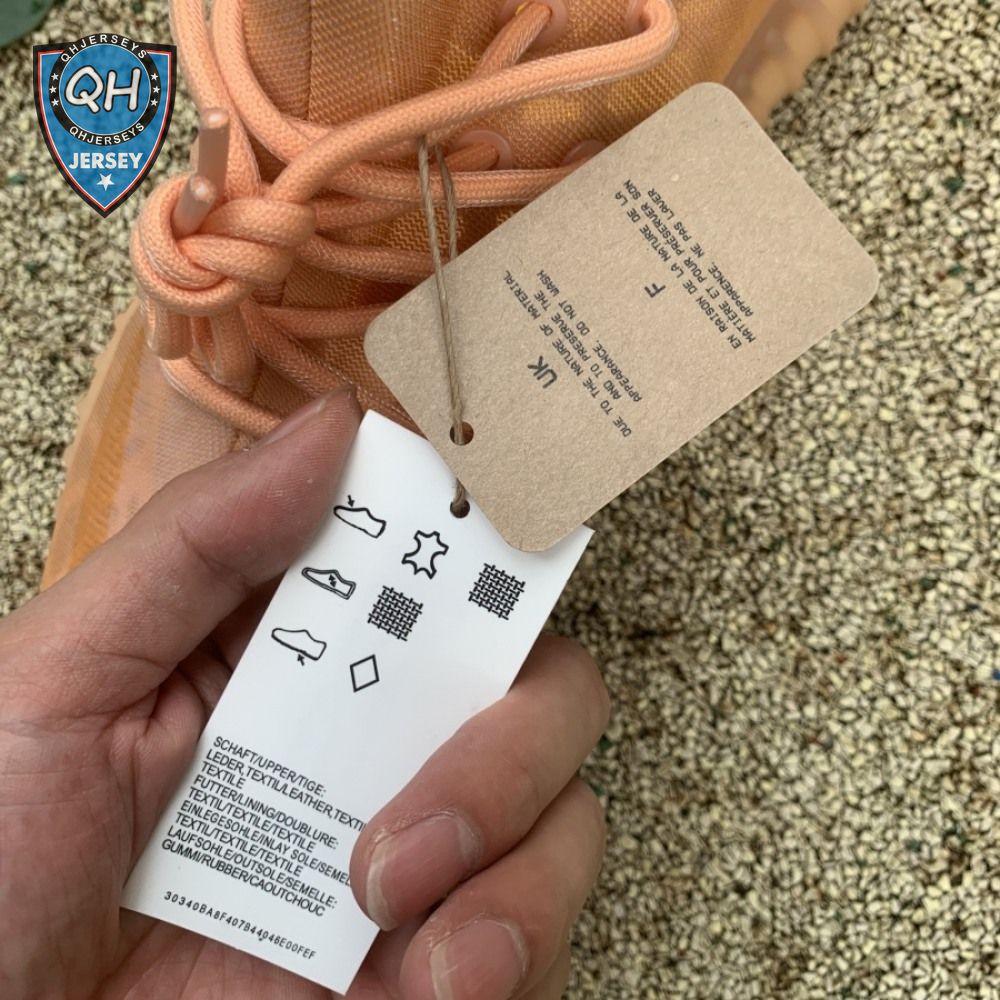 QHJERSEYS
QH
QHJERSEYS
JERSEY
UK
DUE TO THE NATURE OF MATERIAL
AND TO PRESERVE THE
APPEARANCE, DO NOT WASH
F
EN RAISON DE LA NATURE DE LA
MATIERE ET POUR PRÉSERVER SON
APPARENCE, NE PAS LAVER
SCHAFT/UPPER/TIGE:
LEDER,TEXTIL/LEATHER,TEXTI
TEXTILE
FUTTER/LINING/DOUBLURE:
TEXTIL/TEXTILE/TEXTILE
EINLEGESOHLE/INLAY SOLE/SEMEL
TEXTIL/TEXTILE/TEXTILE
LAUFSOHLE/OUTSOLE/SEMELLE:
GUMMI/RUBBER/CAOUTCHOUC
30340BA8F407B44046E00FEF